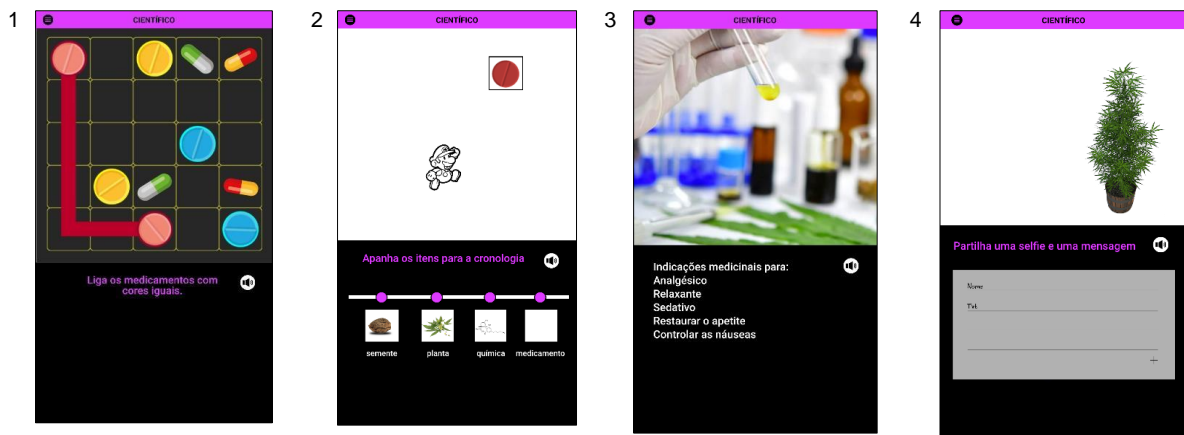 1
CIENTÍFICO
Liga os medicamentos com
cores iguais.
2
CIENTÍFICO
Apanha os itens para a cronologia
semente planta química medicamento
3
CIENTÍFICO
Indicações medicinais para:
Analgésico
Relaxante
Sedativo
Restaurar o apetite
Controlar as náuseas
4
CIENTÍFICO
Partilha uma selfie e uma mensagem
Nome
Txt